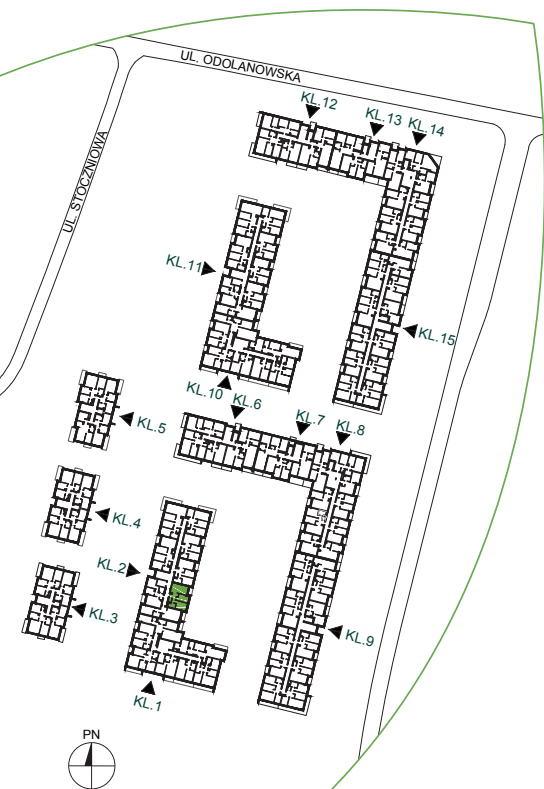 UL. ODOLANOWSKA
UL. STOCZNIOWA
KL.12
KL.13
KL.14
KL.11
KL.15
KL.10
KL.6
KL.7
KL.8
KL.5
KL.4
KL.2
KL.3
KL.9
KL.1
PN